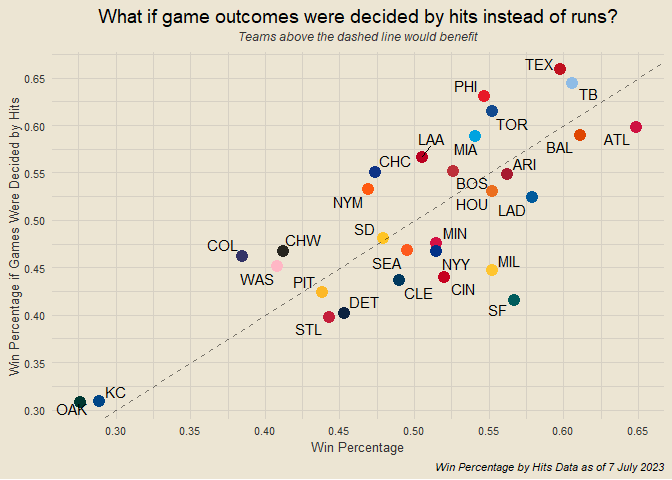 What if game outcomes were decided by hits instead of runs?
Teams above the dashed line would benefit
Win Percentage if Games Were Decided by Hits
0.65
0.60
0.55
0.50
0.45
0.40
0.35
0.30
TEX
TB
PHI
TOR
ATL
LAA
MIA
BAL
CHC
ARI
BOS
NYM
HOU
LAD
SD
MIN
COL
CHW
SEA
NYY
MIL
WAS
PIT
CLE
CIN
DET
SF
STL
KC
OAK
0.30
0.35
0.40
0.45
0.50
0.55
0.60
0.65
Win Percentage
Win Percentage by Hits Data as of 7 July 2023